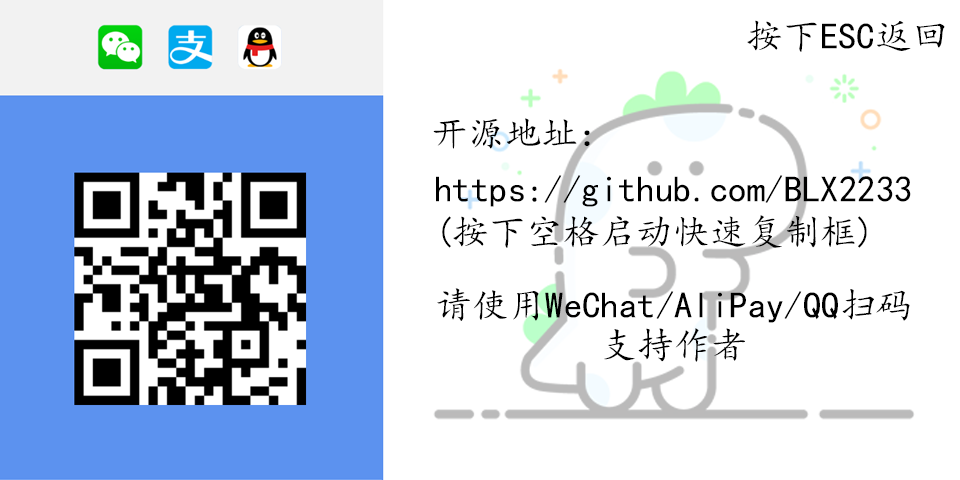 支
按下ESC返回
开源地址:
https://github.com/BLX2233
(按下空格启动快速复制框)
请使用WeChat/AliPay/QQ扫码
支持作者